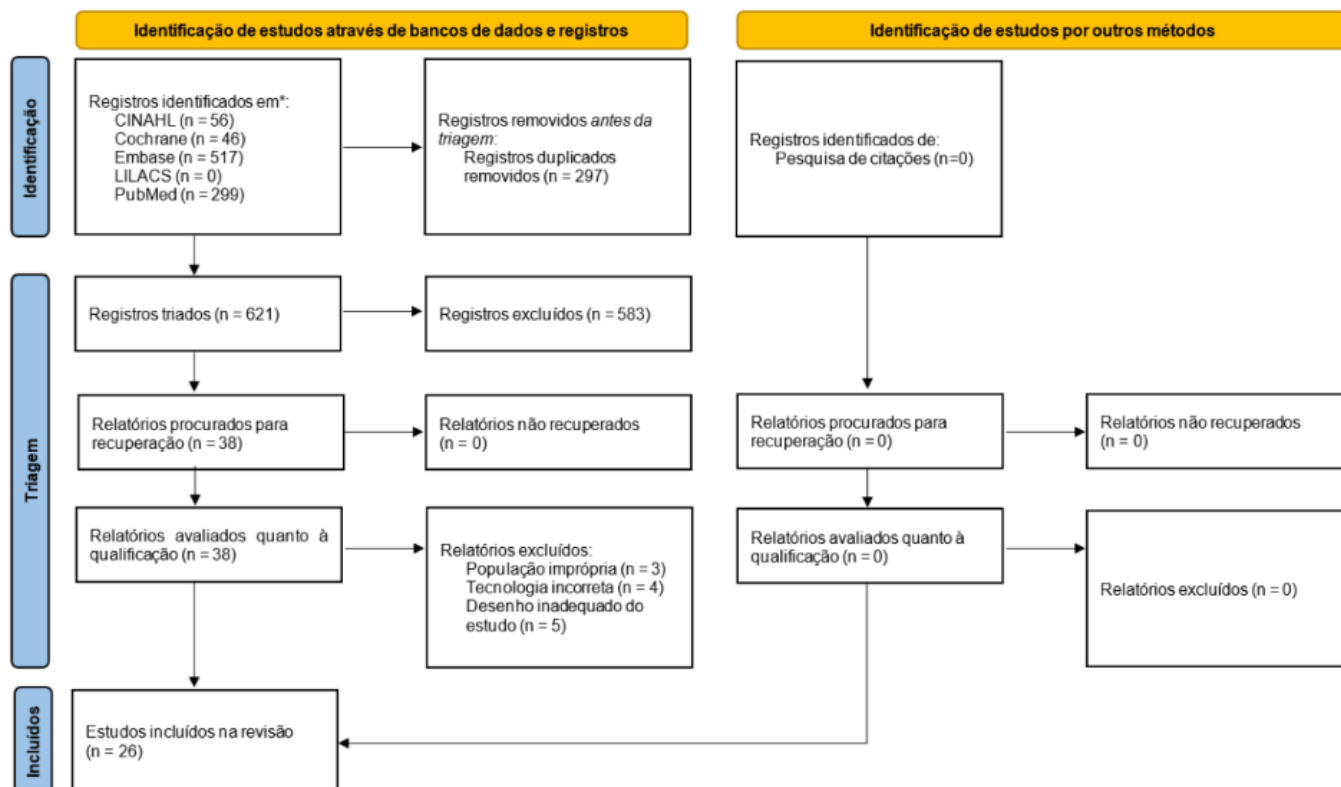 Identificação de estudos através de bancos de dados e registros
Identificação de estudos por outros métodos
Identificação
Registros identificados em*:
CINAHL (n = 56)
Cochrane (n = 46)
Embase (n = 517)
LILACS (n = 0)
PubMed (n = 299)
Registros removidos antes da
triagem:
Registros duplicados
removidos (n = 297)
Registros identificados de:
Pesquisa de citações (n=0)
Triagem
Registros triados (n = 621)
Registros excluídos (n = 583)
Relatórios procurados para
recuperação (n = 38)
Relatórios não recuperados
(n = 0)
Relatórios procurados para
recuperação (n = 0)
Relatórios não recuperados
(n = 0)
Relatórios avaliados quanto à
qualificação (n = 38)
Relatórios excluídos:
População imprópria (n = 3)
Tecnologia incorreta (n = 4)
Desenho inadequado do
estudo (n = 5)
Relatórios avaliados quanto à
qualificação (n = 0)
Relatórios excluídos (n = 0)
Incluídos
Estudos incluídos na revisão
(n = 26)